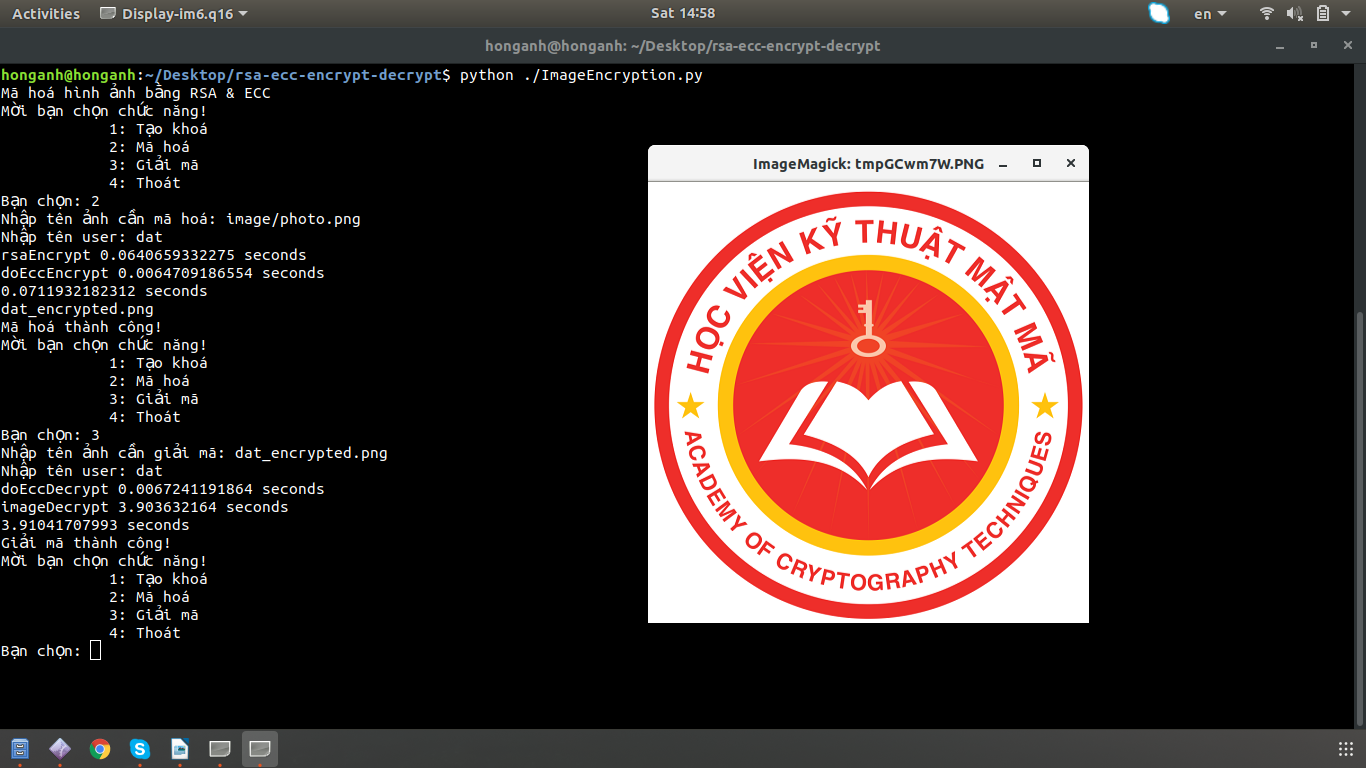 Activities Display-im6.q16 Sat 14:58 en
honganh@honganh: ~/Desktop/rsa-ecc-encrypt-decrypt
honganh@honganh:~/Desktop/rsa-ecc-encrypt-decrypt$ python ./ImageEncryption.py
Mã hoá hình ảnh bằng RSA & ECC
Mời bạn chọn chức năng!
1: Tạo khoá
2: Mã hoá
3: Giải mã
4: Thoát
Bạn chọn: 2
Nhập tên ảnh cần mã hoá: image/photo.png
Nhập tên user: dat
rsaEncrypt 0.0640659332275 seconds
doEccEncrypt 0.0064709186554 seconds
0.0711932182312 seconds
dat_encrypted.png
Mã hoá thành công!
Mời bạn chọn chức năng!
1: Tạo khoá
2: Mã hoá
3: Giải mã
4: Thoát
Bạn chọn: 3
Nhập tên ảnh cần giải mã: dat_encrypted.png
Nhập tên user: dat
doEccDecrypt 0.0067241191864 seconds
imageDecrypt 3.903632164 seconds
3.91041707993 seconds
Giải mã thành công!
Mời bạn chọn chức năng!
1: Tạo khoá
2: Mã hoá
3: Giải mã
4: Thoát
Bạn chọn:
ImageMagick: tmpGCwm7W.PNG
HỌC VIỆN KỸ THUẬT MẬT MÃ
ACADEMY OF CRYPTOGRAPHY TECHNIQUES